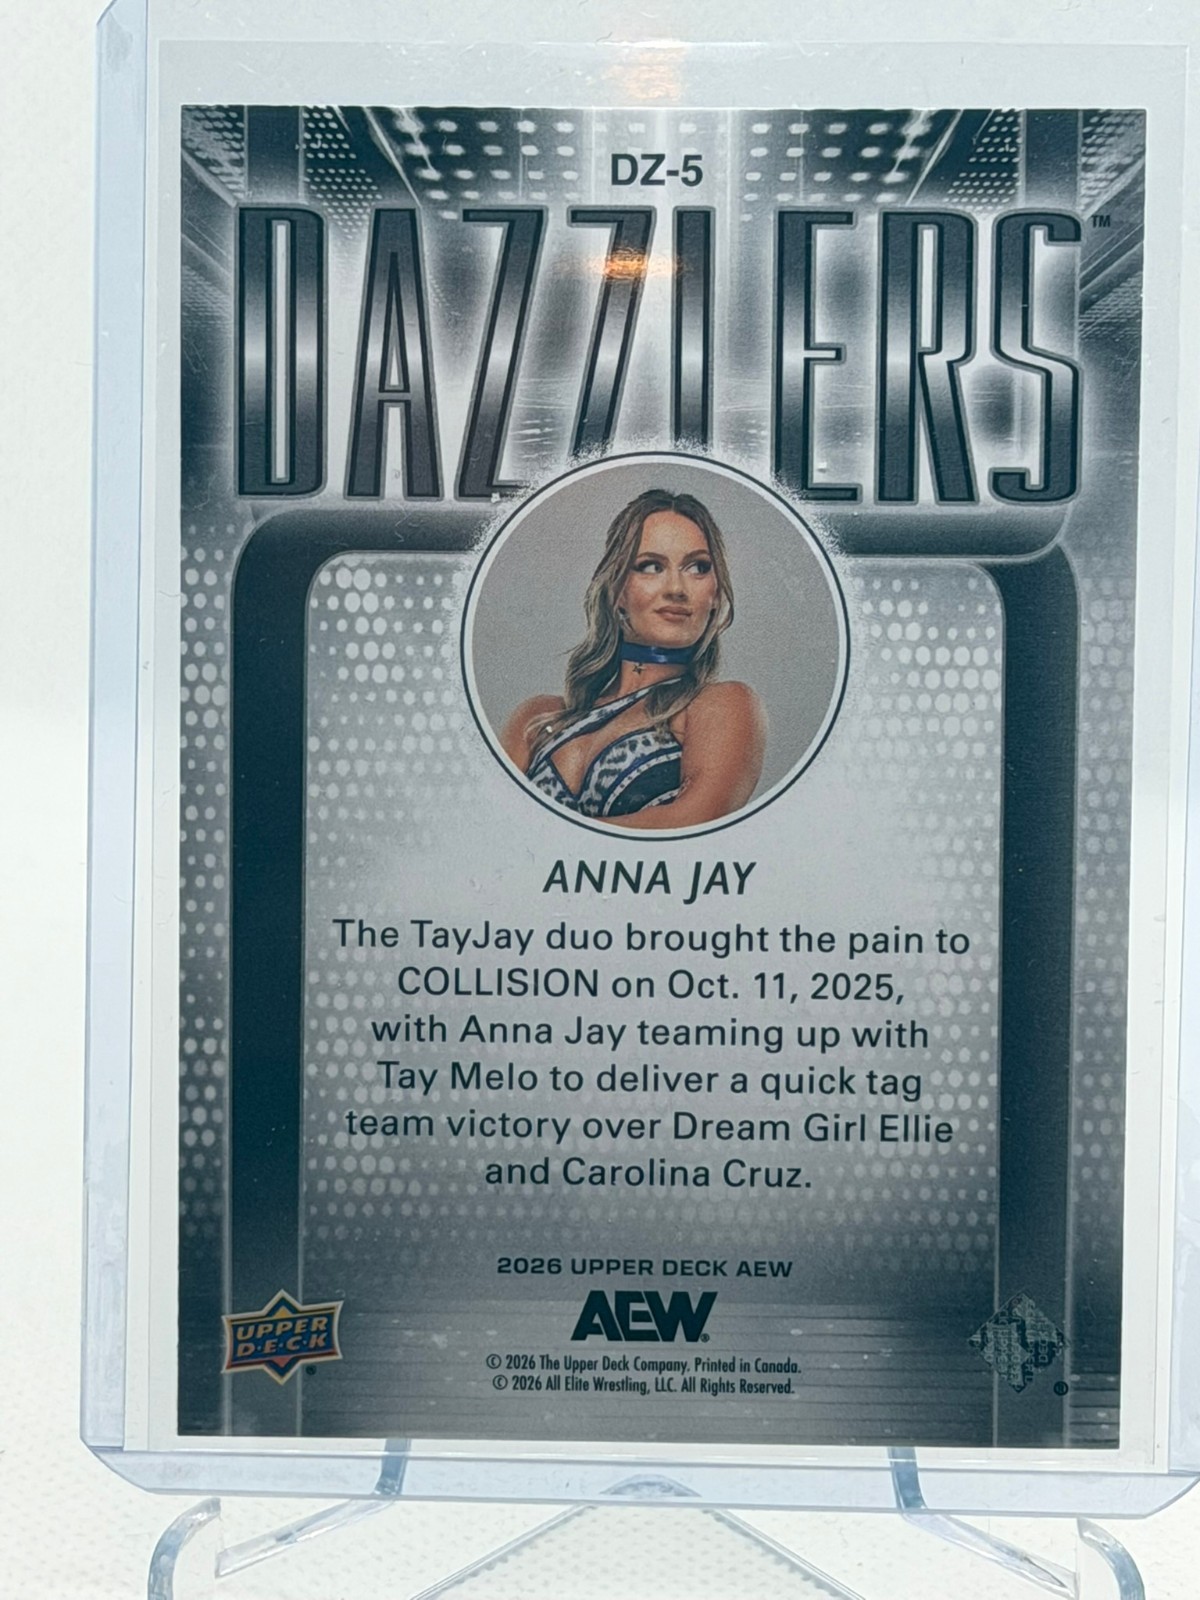 DZ-5
DAZZLERS™
ANNA JAY
The TayJay duo brought the pain to
COLLISION on Oct. 11, 2025,
with Anna Jay teaming up with
Tay Melo to deliver a quick tag
team victory over Dream Girl Ellie
and Carolina Cruz.
2026 UPPER DECK AEW
UPPER
D·E·C·K®
AEW®
© 2026 The Upper Deck Company. Printed in Canada.
© 2026 All Elite Wrestling, LLC. All Rights Reserved.